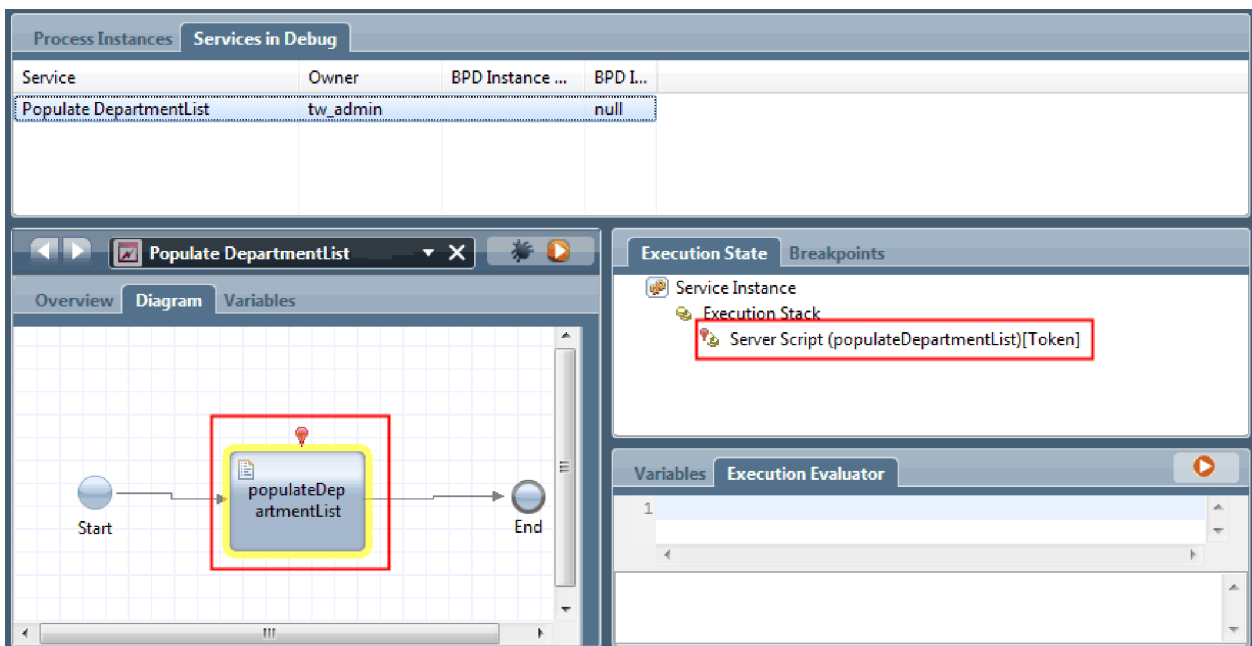 Process Instances Services in Debug
Service Owner BPD Instance ... BPD I...
Populate DepartmentList tw_admin null
Populate DepartmentList
Overview Diagram Variables
populateDep
artmentList
Start
End
Execution State Breakpoints
Service Instance
Execution Stack
Server Script (populateDepartmentList)[Token]
Variables Execution Evaluator
1